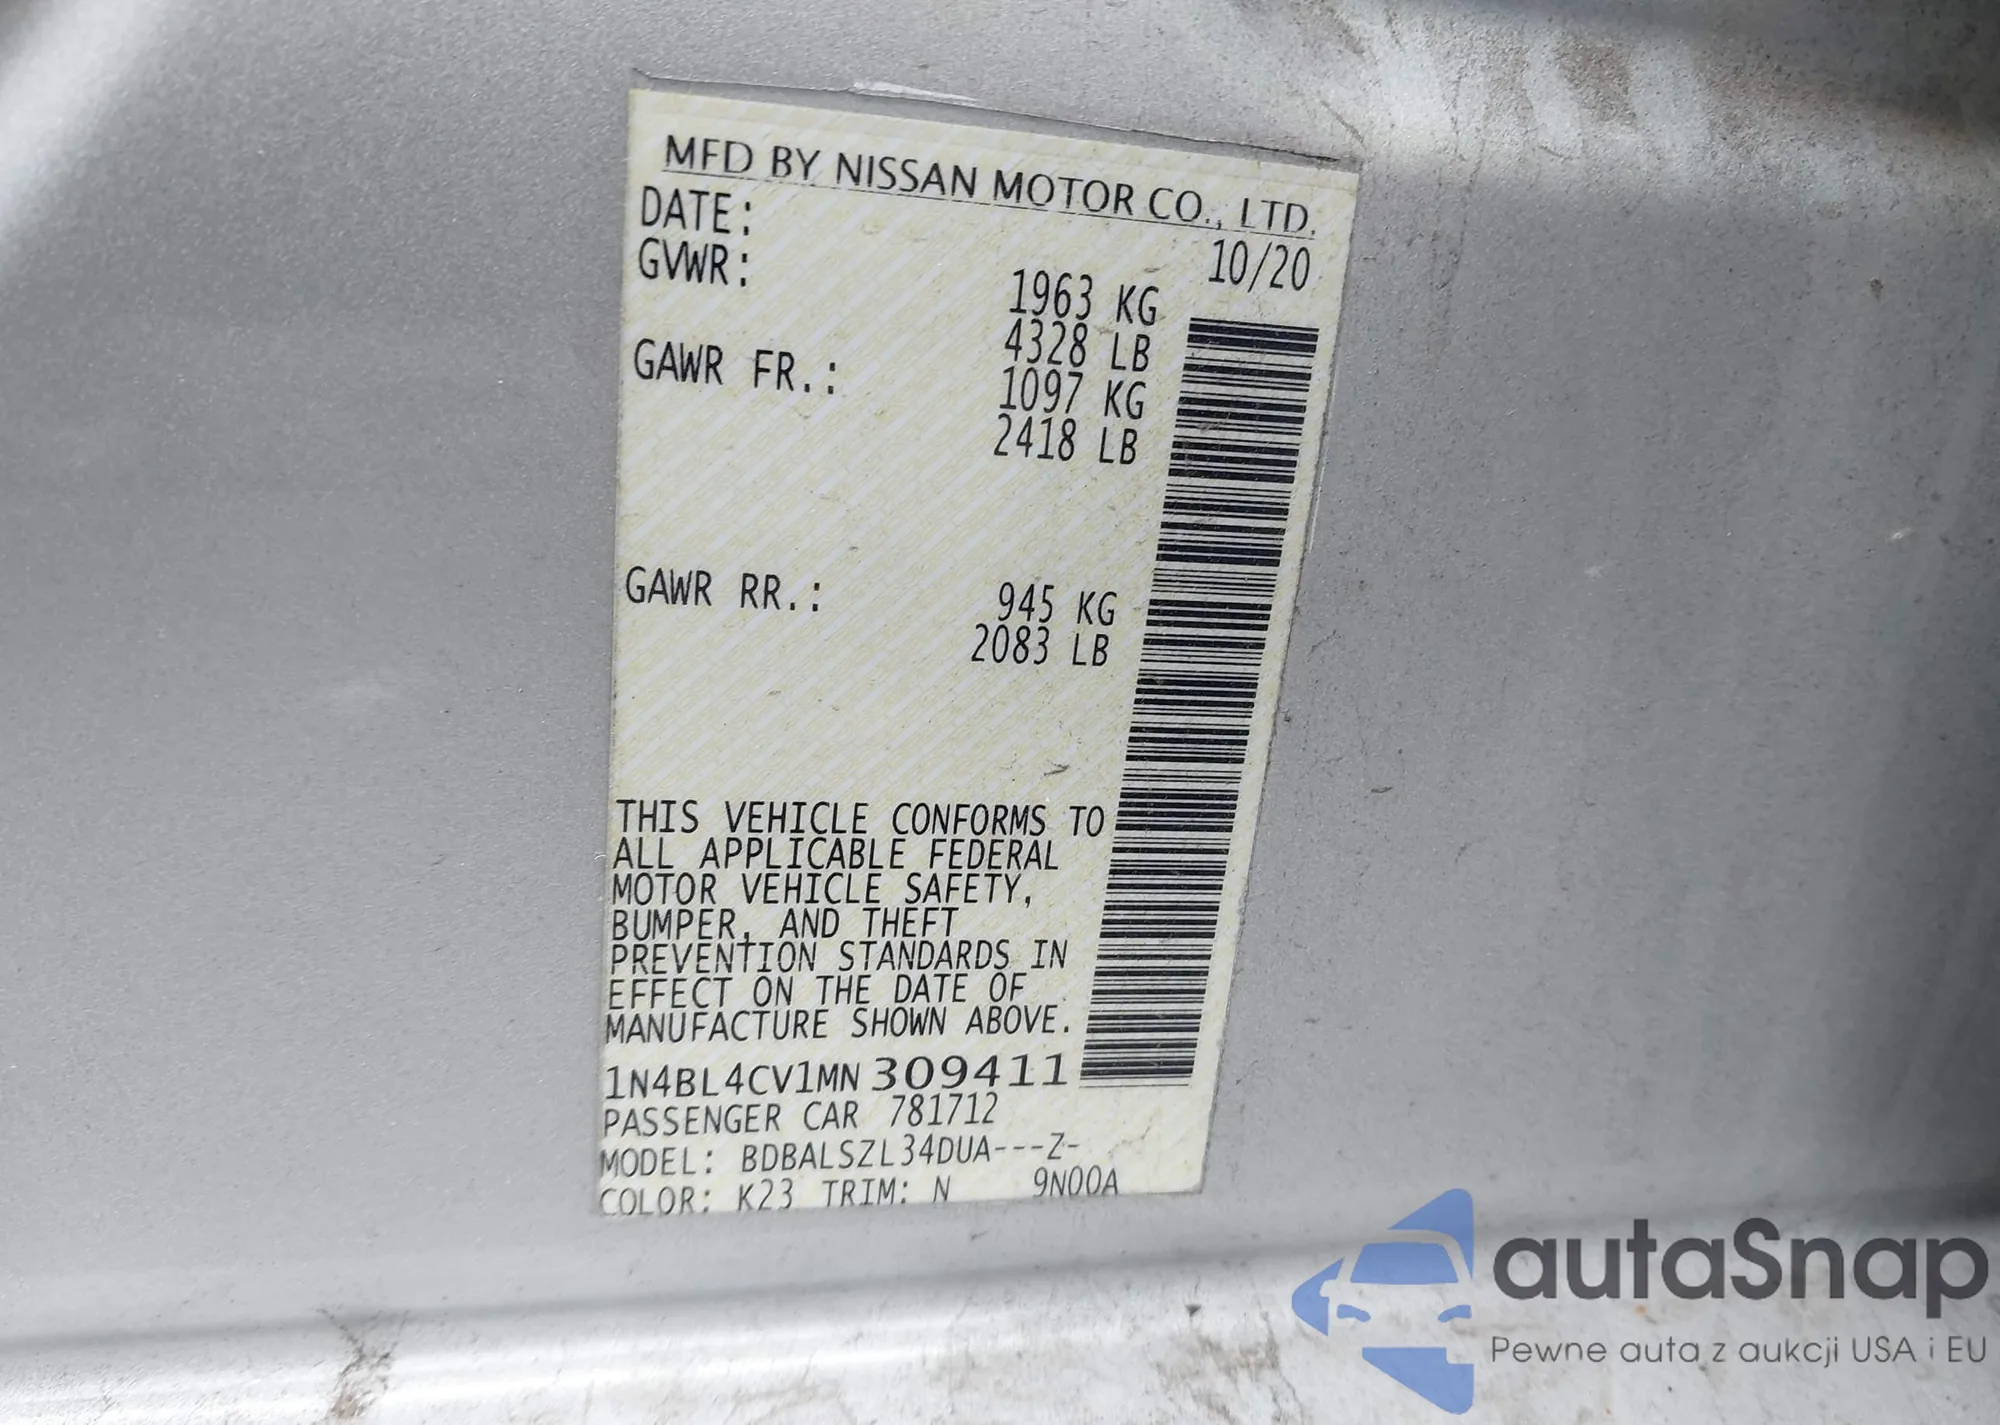 MFD BY NISSAN MOTOR CO., LTD.
DATE: 10/20
GVWR: 1963 KG
4328 LB
GAWR FR.: 1097 KG
2418 LB
GAWR RR.: 945 KG
2083 LB
THIS VEHICLE CONFORMS TO
ALL APPLICABLE FEDERAL
MOTOR VEHICLE SAFETY,
BUMPER, AND THEFT
PREVENTION STANDARDS IN
EFFECT ON THE DATE OF
MANUFACTURE SHOWN ABOVE.
1N4BL4CV1MN309411
PASSENGER CAR 781712
MODEL: BDBALSZL34DUA---Z-
COLOR: K23 TRIM: N 9N00A
autaSnap
Pewne auta z aukcji USA i EU